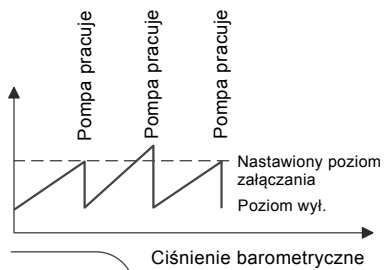 Pompa pracuje
Pompa pracuje
Pompa pracuje
Nastawiony poziom
załączania
Poziom wył.
Ciśnienie barometryczne